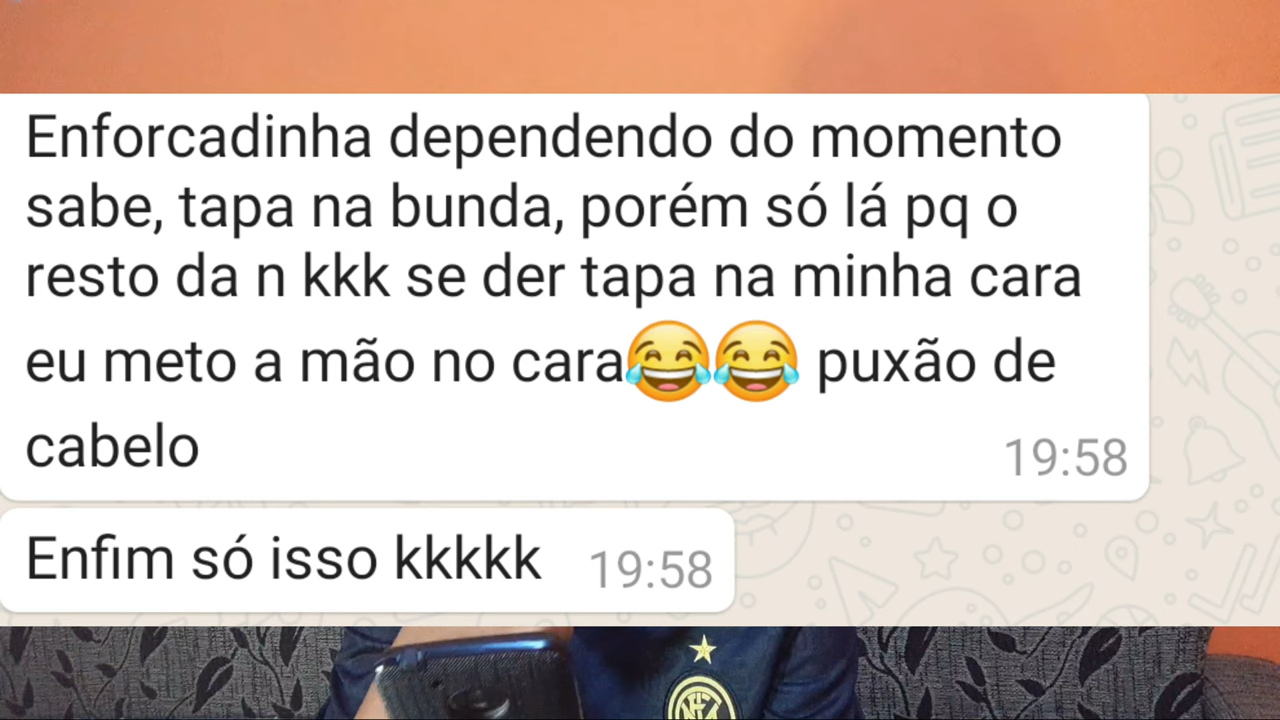 Enforcadinha dependendo do momento
sabe, tapa na bunda, porém só lá pq o
resto da n kkk se der tapa na minha cara
eu meto a mão no cara😂😂 puxão de
cabelo
19:58
Enfim só isso kkkkk 19:58